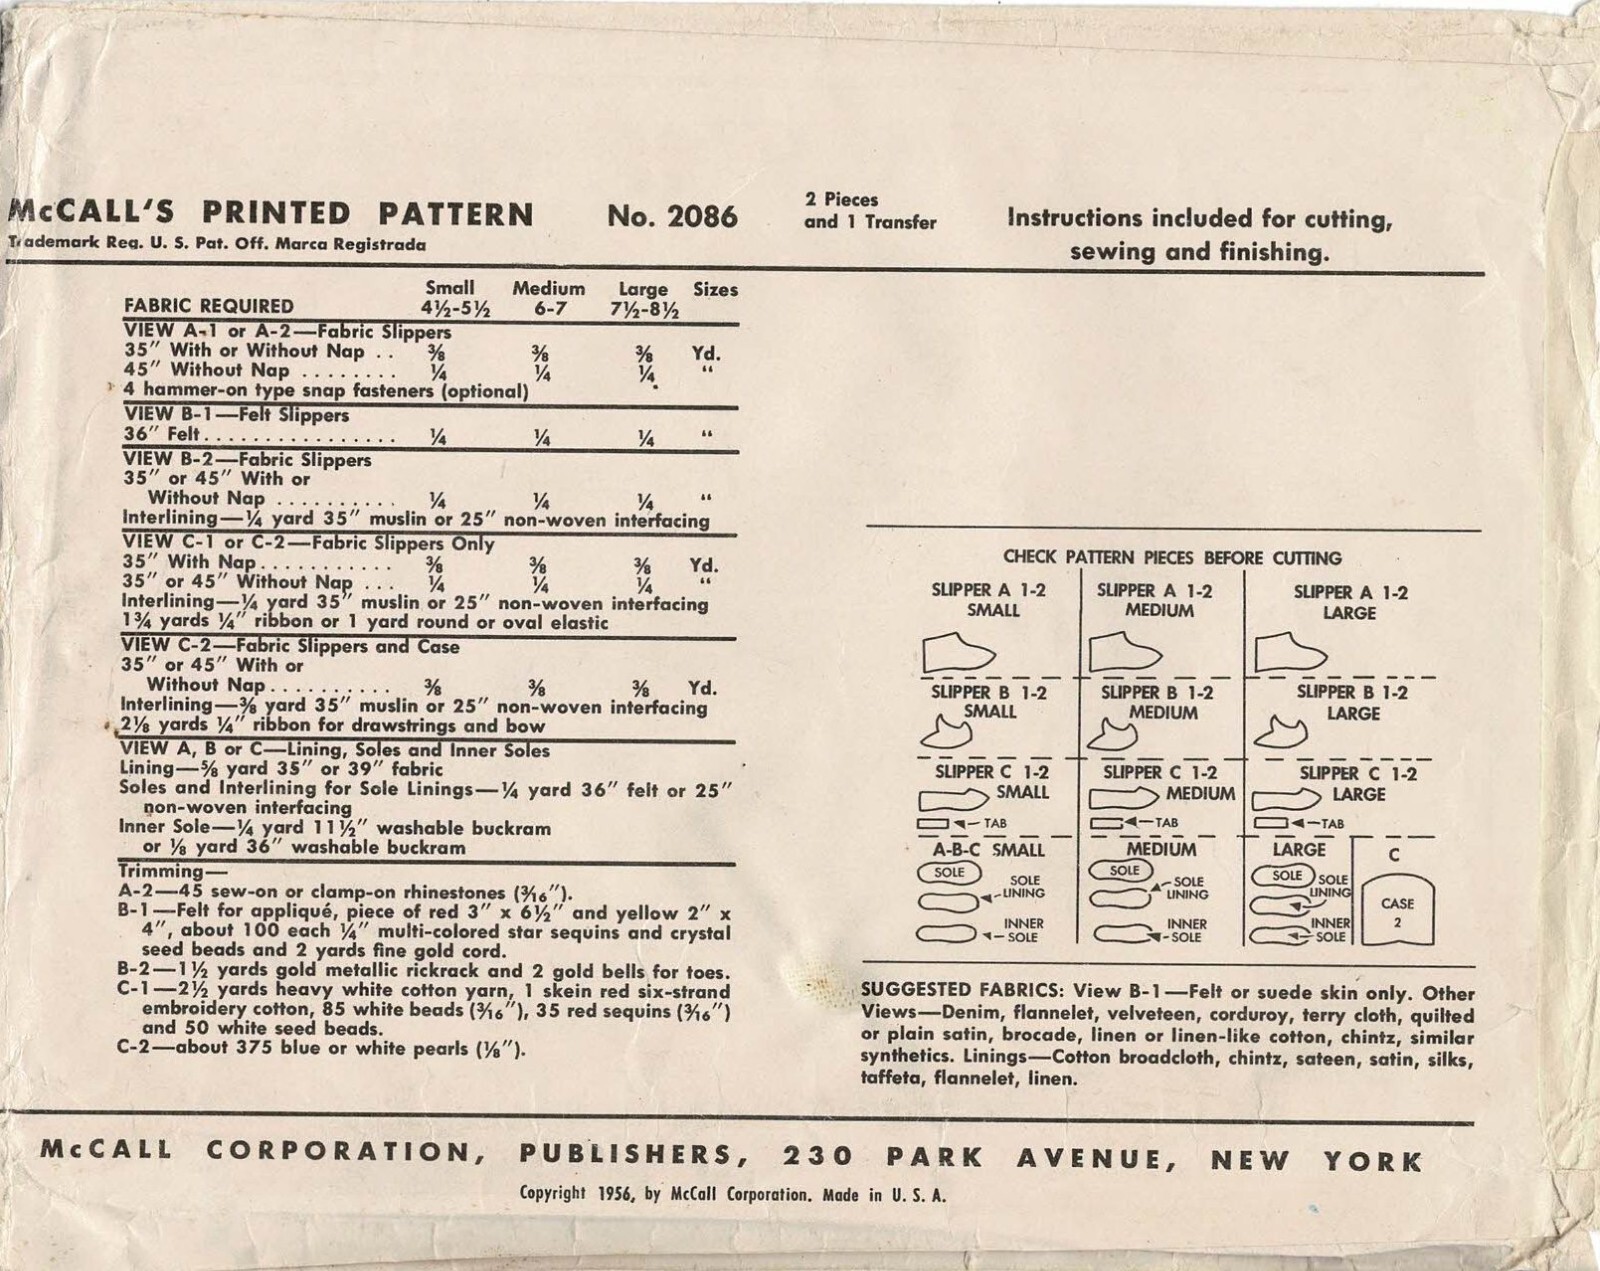 McCALL'S PRINTED PATTERN No. 2086
Trademark Reg. U. S. Pat. Off. Marca Registrada
2 Pieces
and 1 Transfer
Instructions included for cutting,
sewing and finishing.
Small Medium Large Sizes
FABRIC REQUIRED 4½-5½ 6-7 7½-8½
VIEW A-1 or A-2—Fabric Slippers
35″ With or Without Nap .. ⅜ ⅜ ⅜ Yd.
45″ Without Nap ........ ¼ ¼ ¼ "
4 hammer-on type snap fasteners (optional)
VIEW B-1—Felt Slippers
36″ Felt................ ¼ ¼ ¼ "
VIEW B-2—Fabric Slippers
35″ or 45″ With or
Without Nap .......... ¼ ¼ ¼ "
Interlining—¼ yard 35″ muslin or 25″ non-woven interfacing
VIEW C-1 or C-2—Fabric Slippers Only
35″ With Nap........... ⅜ ⅜ ⅜ Yd.
35″ or 45″ Without Nap ... ¼ ¼ ¼ "
Interlining—¼ yard 35″ muslin or 25″ non-woven interfacing
1¾ yards ¼″ ribbon or 1 yard round or oval elastic
VIEW C-2—Fabric Slippers and Case
35″ or 45″ With or
Without Nap.......... ⅜ ⅜ ⅜ Yd.
Interlining—⅜ yard 35″ muslin or 25″ non-woven interfacing
2⅛ yards ¼″ ribbon for drawstrings and bow
VIEW A, B or C—Lining, Soles and Inner Soles
Lining—⅝ yard 35″ or 39″ fabric
Soles and Interlining for Sole Linings—¼ yard 36″ felt or 25″
non-woven interfacing
Inner Sole—¼ yard 11½″ washable buckram
or ⅛ yard 36″ washable buckram
Trimming—
A-2—45 sew-on or clamp-on rhinestones (3/16″).
B-1—Felt for appliqué, piece of red 3″ x 6½″ and yellow 2″ x
4″, about 100 each ¼″ multi-colored star sequins and crystal
seed beads and 2 yards fine gold cord.
B-2—1½ yards gold metallic rickrack and 2 gold bells for toes.
C-1—2½ yards heavy white cotton yarn, 1 skein red six-strand
embroidery cotton, 85 white beads (3/16″), 35 red sequins (3/16″)
and 50 white seed beads.
C-2—about 375 blue or white pearls (⅛″).
CHECK PATTERN PIECES BEFORE CUTTING
SLIPPER A 1-2 SLIPPER A 1-2 SLIPPER A 1-2
SMALL MEDIUM LARGE
SLIPPER B 1-2 SLIPPER B 1-2 SLIPPER B 1-2
SMALL MEDIUM LARGE
SLIPPER C 1-2 SLIPPER C 1-2 SLIPPER C 1-2
SMALL MEDIUM LARGE
TAB TAB TAB
A-B-C SMALL MEDIUM LARGE C
SOLE SOLE SOLE
SOLE SOLE SOLE
LINING LINING LINING
CASE
2
INNER INNER INNER
SOLE SOLE SOLE
SUGGESTED FABRICS: View B-1—Felt or suede skin only. Other
Views—Denim, flannelet, velveteen, corduroy, terry cloth, quilted
or plain satin, brocade, linen or linen-like cotton, chintz, similar
synthetics. Linings—Cotton broadcloth, chintz, sateen, satin, silks,
taffeta, flannelet, linen.
McCALL CORPORATION, PUBLISHERS, 230 PARK AVENUE, NEW YORK
Copyright 1956, by McCall Corporation. Made in U. S. A.